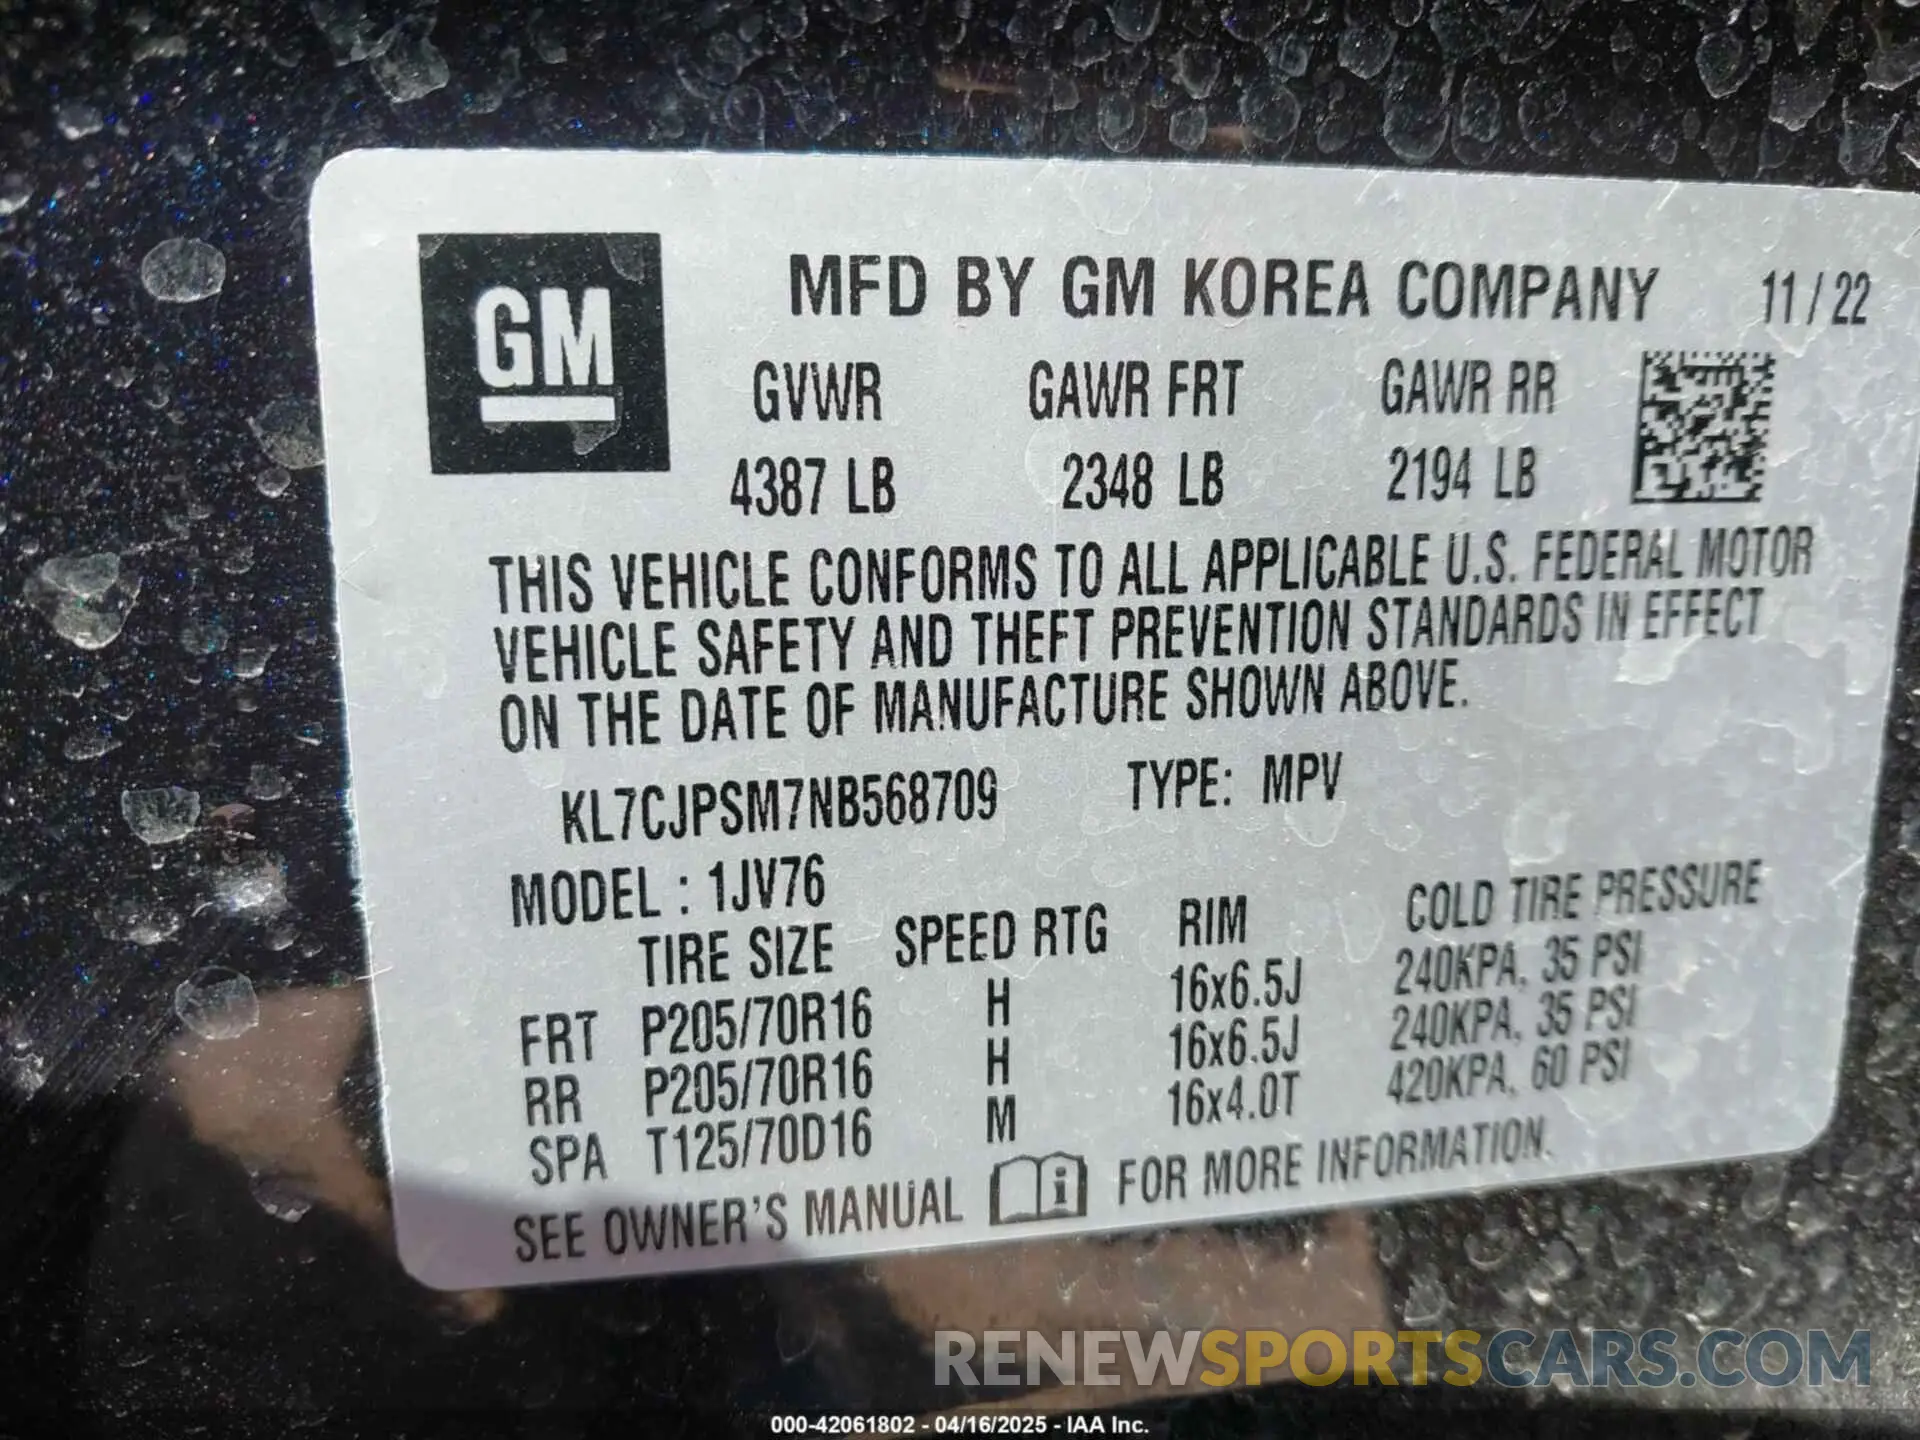 GM
MFD BY GM KOREA COMPANY 11/22
GVWR GAWR FRT GAWR RR
4387 LB 2348 LB 2194 LB
THIS VEHICLE CONFORMS TO ALL APPLICABLE U.S. FEDERAL MOTOR
VEHICLE SAFETY AND THEFT PREVENTION STANDARDS IN EFFECT
ON THE DATE OF MANUFACTURE SHOWN ABOVE.
KL7CJPSM7NB568709 TYPE: MPV
MODEL : 1JV76
TIRE SIZE SPEED RTG RIM COLD TIRE PRESSURE
FRT P205/70R16 H 16x6.5J 240KPA, 35 PSI
RR P205/70R16 H 16x6.5J 240KPA, 35 PSI
SPA T125/70D16 M 16x4.0T 420KPA, 60 PSI
SEE OWNER'S MANUAL i FOR MORE INFORMATION.
RENEWSPORTSCARS.COM
000-42061802 - 04/16/2025 - IAA Inc.